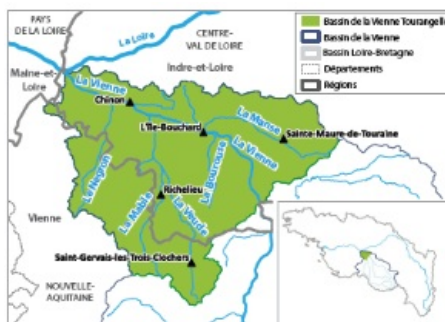 PAYS
DE LA LOIRE
La Loire
CENTRE-
VAL DE LOIRE
Maine-et
Loire
Indre-et-Loire
La Vienne
Chinon
L'Ile-Bouchard
La Manse
Sainte-Maure-de-Touraine
La Vienne
Le Negron
La Bourouse
Richelieu
La Mable
La Veude
Vienne
Saint-Gervais-les Trois-Clochers
NOUVELLE-
AQUITAINE
Bassin de la Vienne Tourangelle
Bassin de la Vienne
Bassin Loire-Bretagne
Départements
Régions